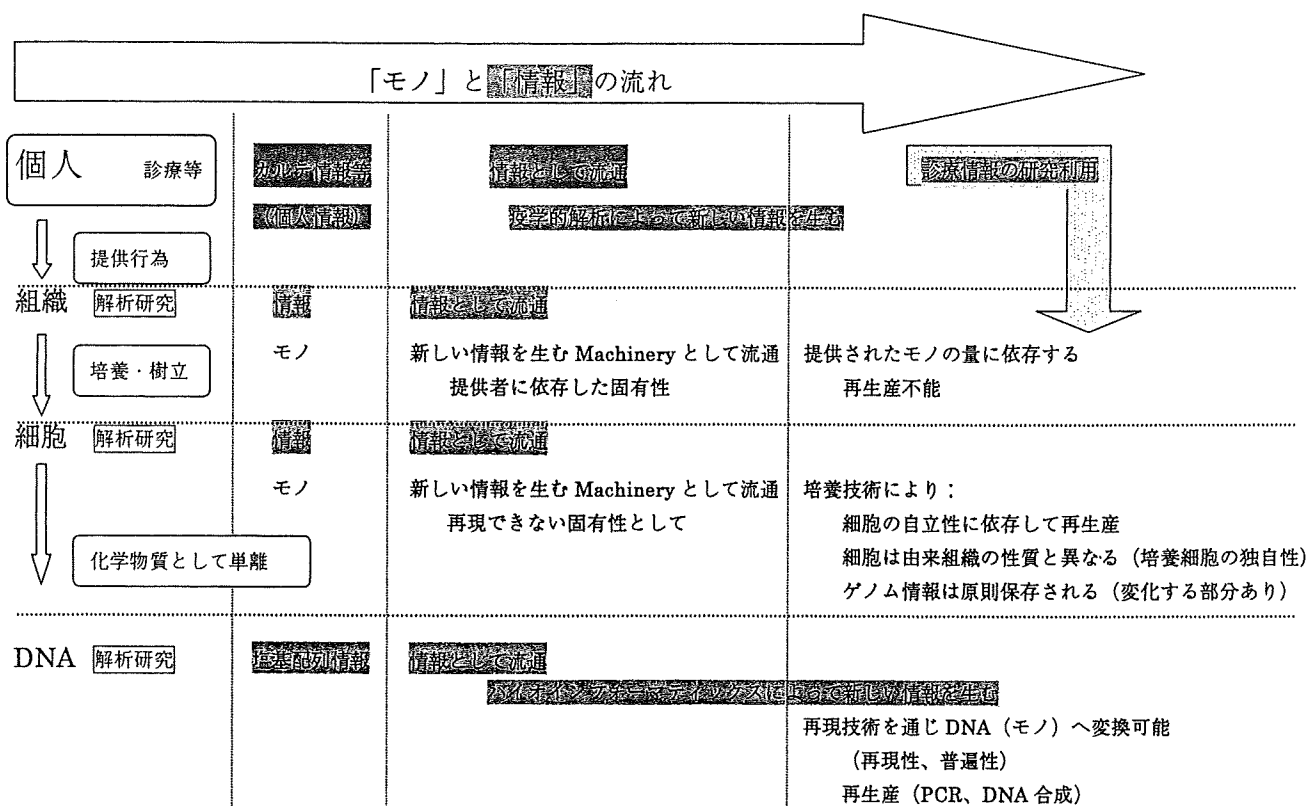 「モノ」と「情報」の流れ
個人 診療等 カルテ情報等 情報として流通 診療情報の研究利用
(個人情報) 疫学的解析によって新しい情報を生む
提供行為
組織 解析研究 情報 情報として流通
モノ 新しい情報を生む Machinery として流通 提供されたモノの量に依存する
培養・樹立 提供者に依存した固有性 再生産不能
細胞 解析研究 情報 情報として流通
モノ 新しい情報を生む Machinery として流通 培養技術により：
再現できない固有性として 細胞の自立性に依存して再生産
化学物質として単離 細胞は由来組織の性質と異なる（培養細胞の独自性）
ゲノム情報は原則保存される（変化する部分あり）
DNA 解析研究 塩基配列情報 情報として流通
バイオインフォーマティックスによって新しい情報を生む
再現技術を通じ DNA（モノ）へ変換可能
（再現性、普遍性）
再生産（PCR、DNA 合成）